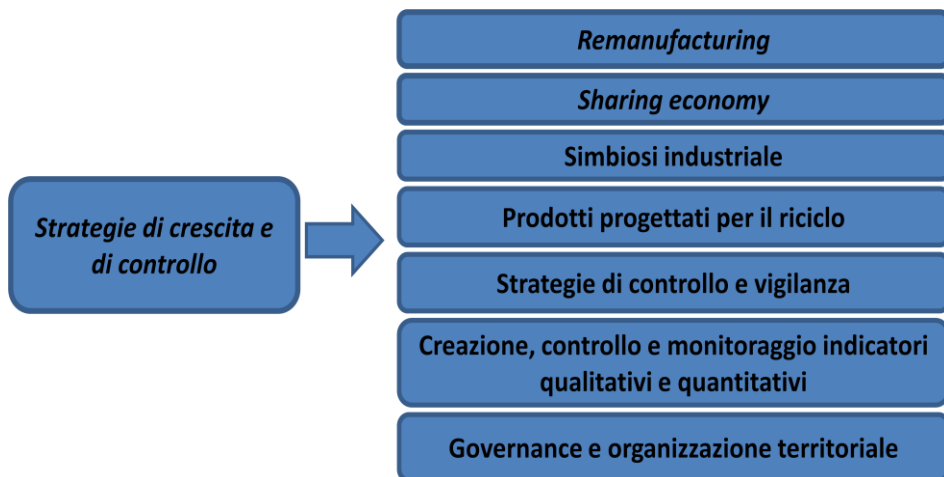 Strategie di crescita e
di controllo
Remanufacturing
Sharing economy
Simbiosi industriale
Prodotti progettati per il riciclo
Strategie di controllo e vigilanza
Creazione, controllo e monitoraggio indicatori
qualitativi e quantitativi
Governance e organizzazione territoriale